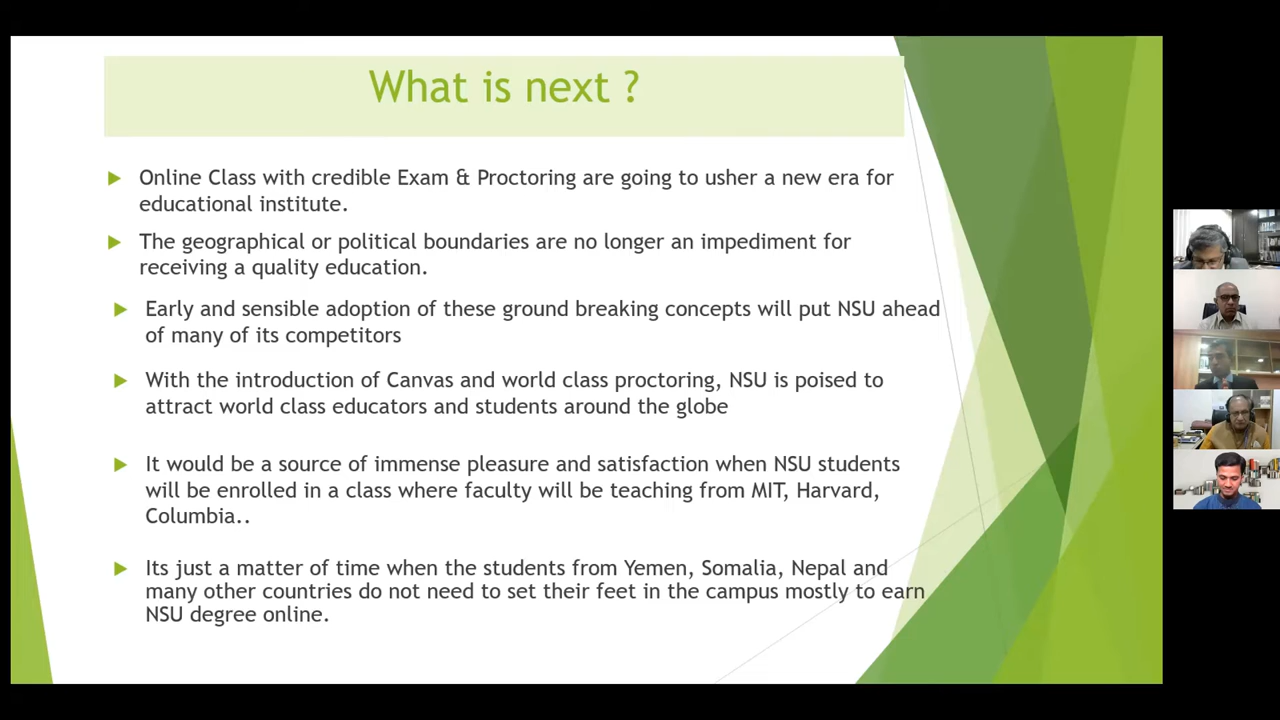 What is next ?
Online Class with credible Exam & Proctoring are going to usher a new era for
educational institute.
The geographical or political boundaries are no longer an impediment for
receiving a quality education.
Early and sensible adoption of these ground breaking concepts will put NSU ahead
of many of its competitors
With the introduction of Canvas and world class proctoring, NSU is poised to
attract world class educators and students around the globe
It would be a source of immense pleasure and satisfaction when NSU students
will be enrolled in a class where faculty will be teaching from MIT, Harvard,
Columbia..
Its just a matter of time when the students from Yemen, Somalia, Nepal and
many other countries do not need to set their feet in the campus mostly to earn
NSU degree online.